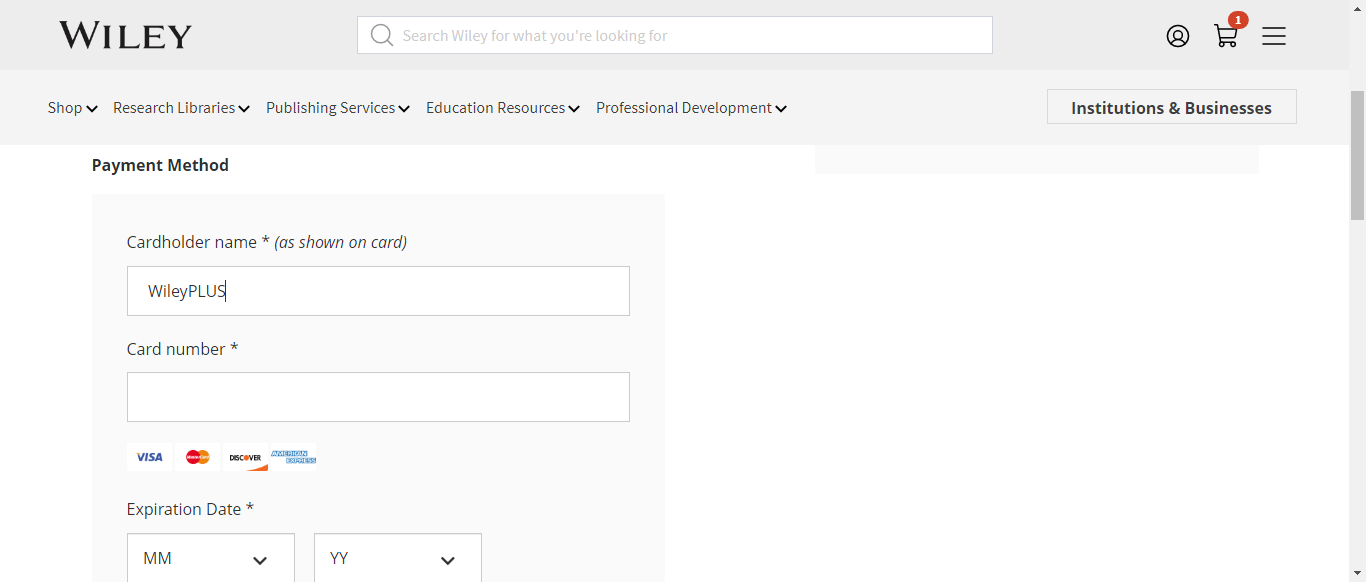 WILEY
Search Wiley for what you're looking for
1
Shop Research Libraries Publishing Services Education Resources Professional Development Institutions & Businesses
Payment Method
Cardholder name * (as shown on card)
WileyPLUS
Card number *
VISA MasterCard DISCOVER AMERICAN EXPRESS
Expiration Date *
MM YY